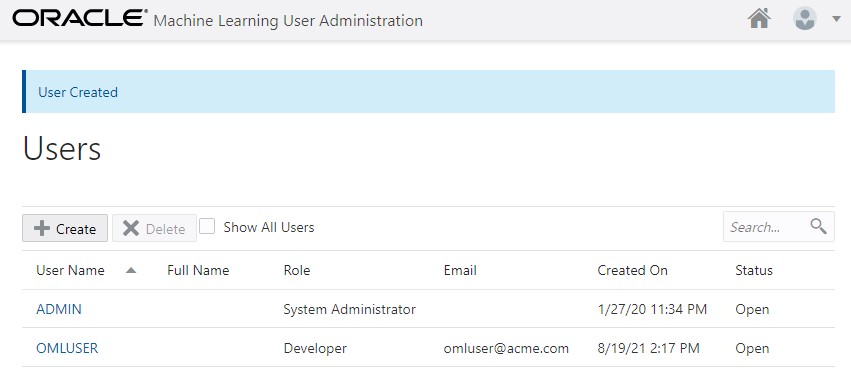 ORACLE® Machine Learning User Administration
User Created
Users
Create Delete Show All Users Search...
User Name Full Name Role Email Created On Status
ADMIN System Administrator 1/27/20 11:34 PM Open
OMLUSER Developer omluser@acme.com 8/19/21 2:17 PM Open